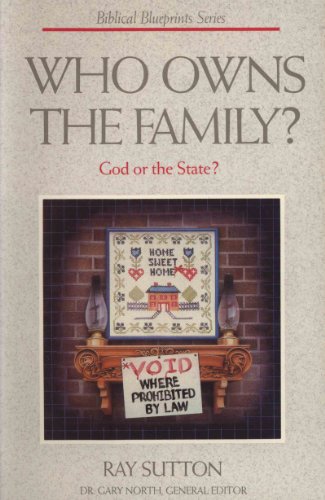 Biblical Blueprints Series
WHO OWNS
THE FAMILY?
God or the State?
HOME
SWEET
HOME
*VOID
WHERE
PROHIBITED
BY LAW
RAY SUTTON
DR. GARY NORTH, GENERAL EDITOR